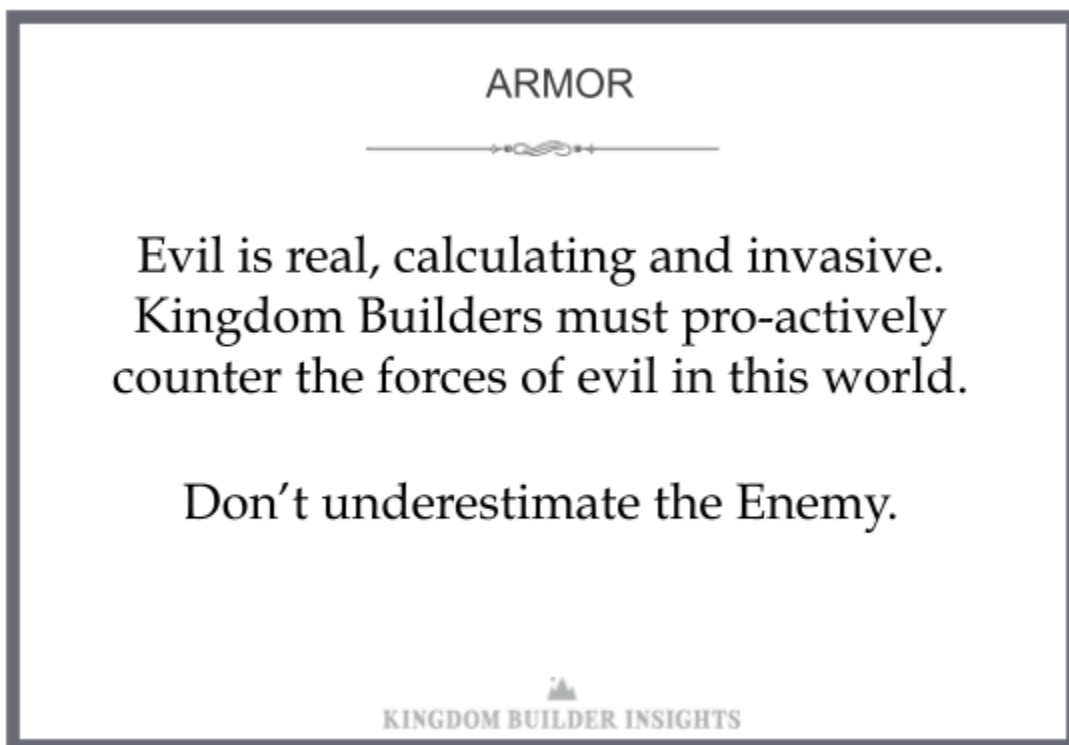 ARMOR
Evil is real, calculating and invasive.
Kingdom Builders must pro-actively
counter the forces of evil in this world.
Don’t underestimate the Enemy.
KINGDOM BUILDER INSIGHTS